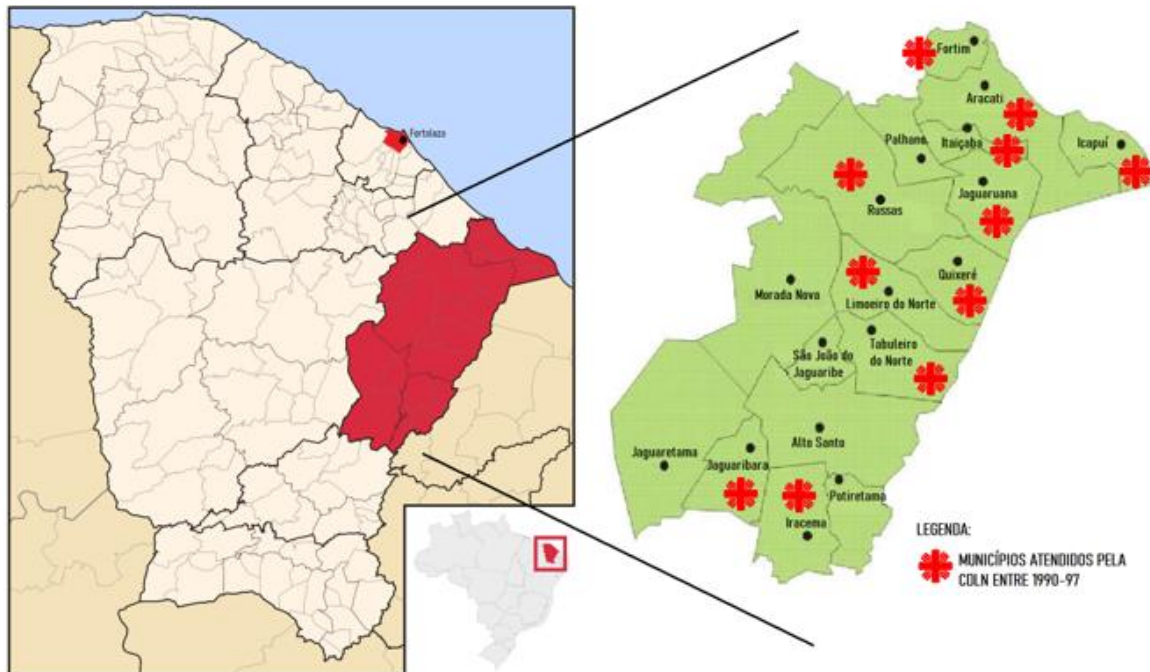 Fortaleza
Fortim
Aracati
Palhano
Itaiçaba
Icapuí
Jaguaruana
Russas
Quixeré
Morada Nova
Limoeiro do Norte
São João do
Jaguaribe
Tabuleiro
do Norte
Alto Santo
Jaguaretama
Jaguaribara
Potiretama
Iracema
LEGENDA:
MUNICÍPIOS ATENDIDOS PELA
CDLN ENTRE 1990-97